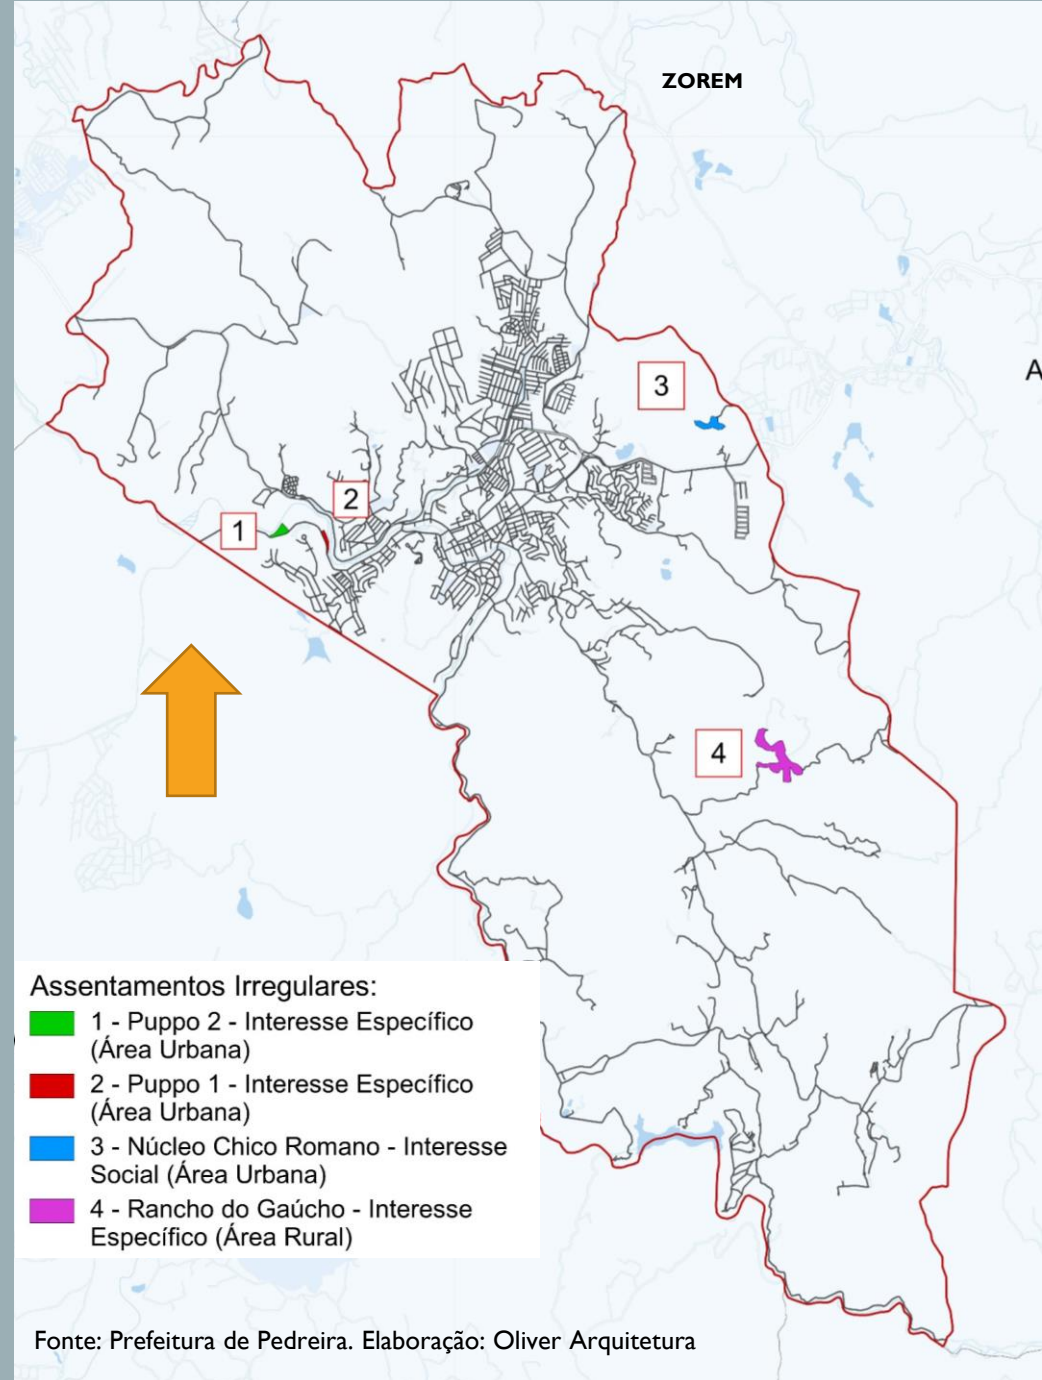 ZOREM
A
3
2
1
4
Assentamentos Irregulares:
1 - Puppo 2 - Interesse Específico
(Área Urbana)
2 - Puppo 1 - Interesse Específico
(Área Urbana)
3 - Núcleo Chico Romano - Interesse
Social (Área Urbana)
4 - Rancho do Gaúcho - Interesse
Específico (Área Rural)
Fonte: Prefeitura de Pedreira. Elaboração: Oliver Arquitetura